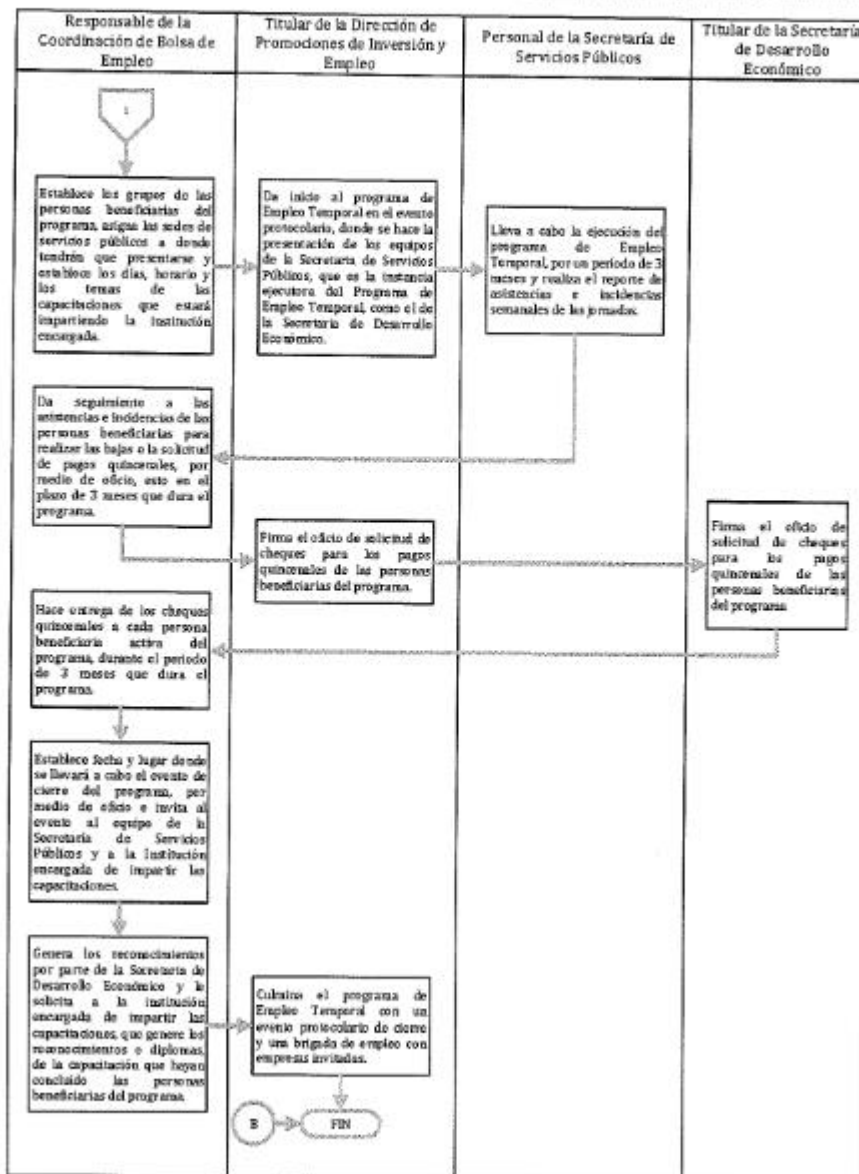 Responsable de la
Coordinación de Bolsa de
Empleo
Titular de la Dirección de
Promociones de Inversión y
Empleo
Personal de la Secretaría de
Servicios Públicos
Titular de la Secretaría
de Desarrollo
Económico
1
Establece los grupos de las
personas beneficiarias del
programa, asigna las sedes de
servicios públicos a donde
tendrán que presentarse y
establece los días, horario y
los temas de las
capacitaciones que estará
impartiendo la institución
encargada.
Da inicio al programa de
Empleo Temporal en el evento
protocolario, donde se hace la
presentación de los equipos
de la Secretaría de Servicios
Públicos, que es la instancia
ejecutora del Programa de
Empleo Temporal, como el de
la Secretaría de Desarrollo
Económico.
Lleva a cabo la ejecución del
programa de Empleo
Temporal, por un período de 3
meses y realiza el reporte de
asistencias e incidencias
semanales de las jornadas.
Da seguimiento a las
asistencias e incidencias de las
personas beneficiarias para
realizar las bajas o la solicitud
de pagos quincenales, por
medio de oficio, esto en el
plazo de 3 meses que dura el
programa.
Firma el oficio de solicitud de
cheques para los pagos
quincenales de las personas
beneficiarias del programa.
Firma el oficio de
solicitud de cheques
para los pagos
quincenales de las
personas beneficiarias
del programa
Hace entrega de los cheques
quincenales a cada persona
beneficiaria activa del
programa, durante el periodo
de 3 meses que dura el
programa.
Establece fecha y lugar donde
se llevará a cabo el evento de
cierre del programa, por
medio de oficio e invita al
evento al equipo de la
Secretaría de Servicios
Públicos y a la Institución
encargada de impartir las
capacitaciones.
Genera los reconocimientos
por parte de la Secretaría de
Desarrollo Económico y le
solicita a la institución
encargada de impartir las
capacitaciones, que genere los
reconocimientos o diplomas,
de la capacitación que hayan
concluido las personas
beneficiarias del programa.
Culmina el programa de
Empleo Temporal con un
evento protocolario de cierre
y una brigada de empleo con
empresas invitadas.
B
FIN